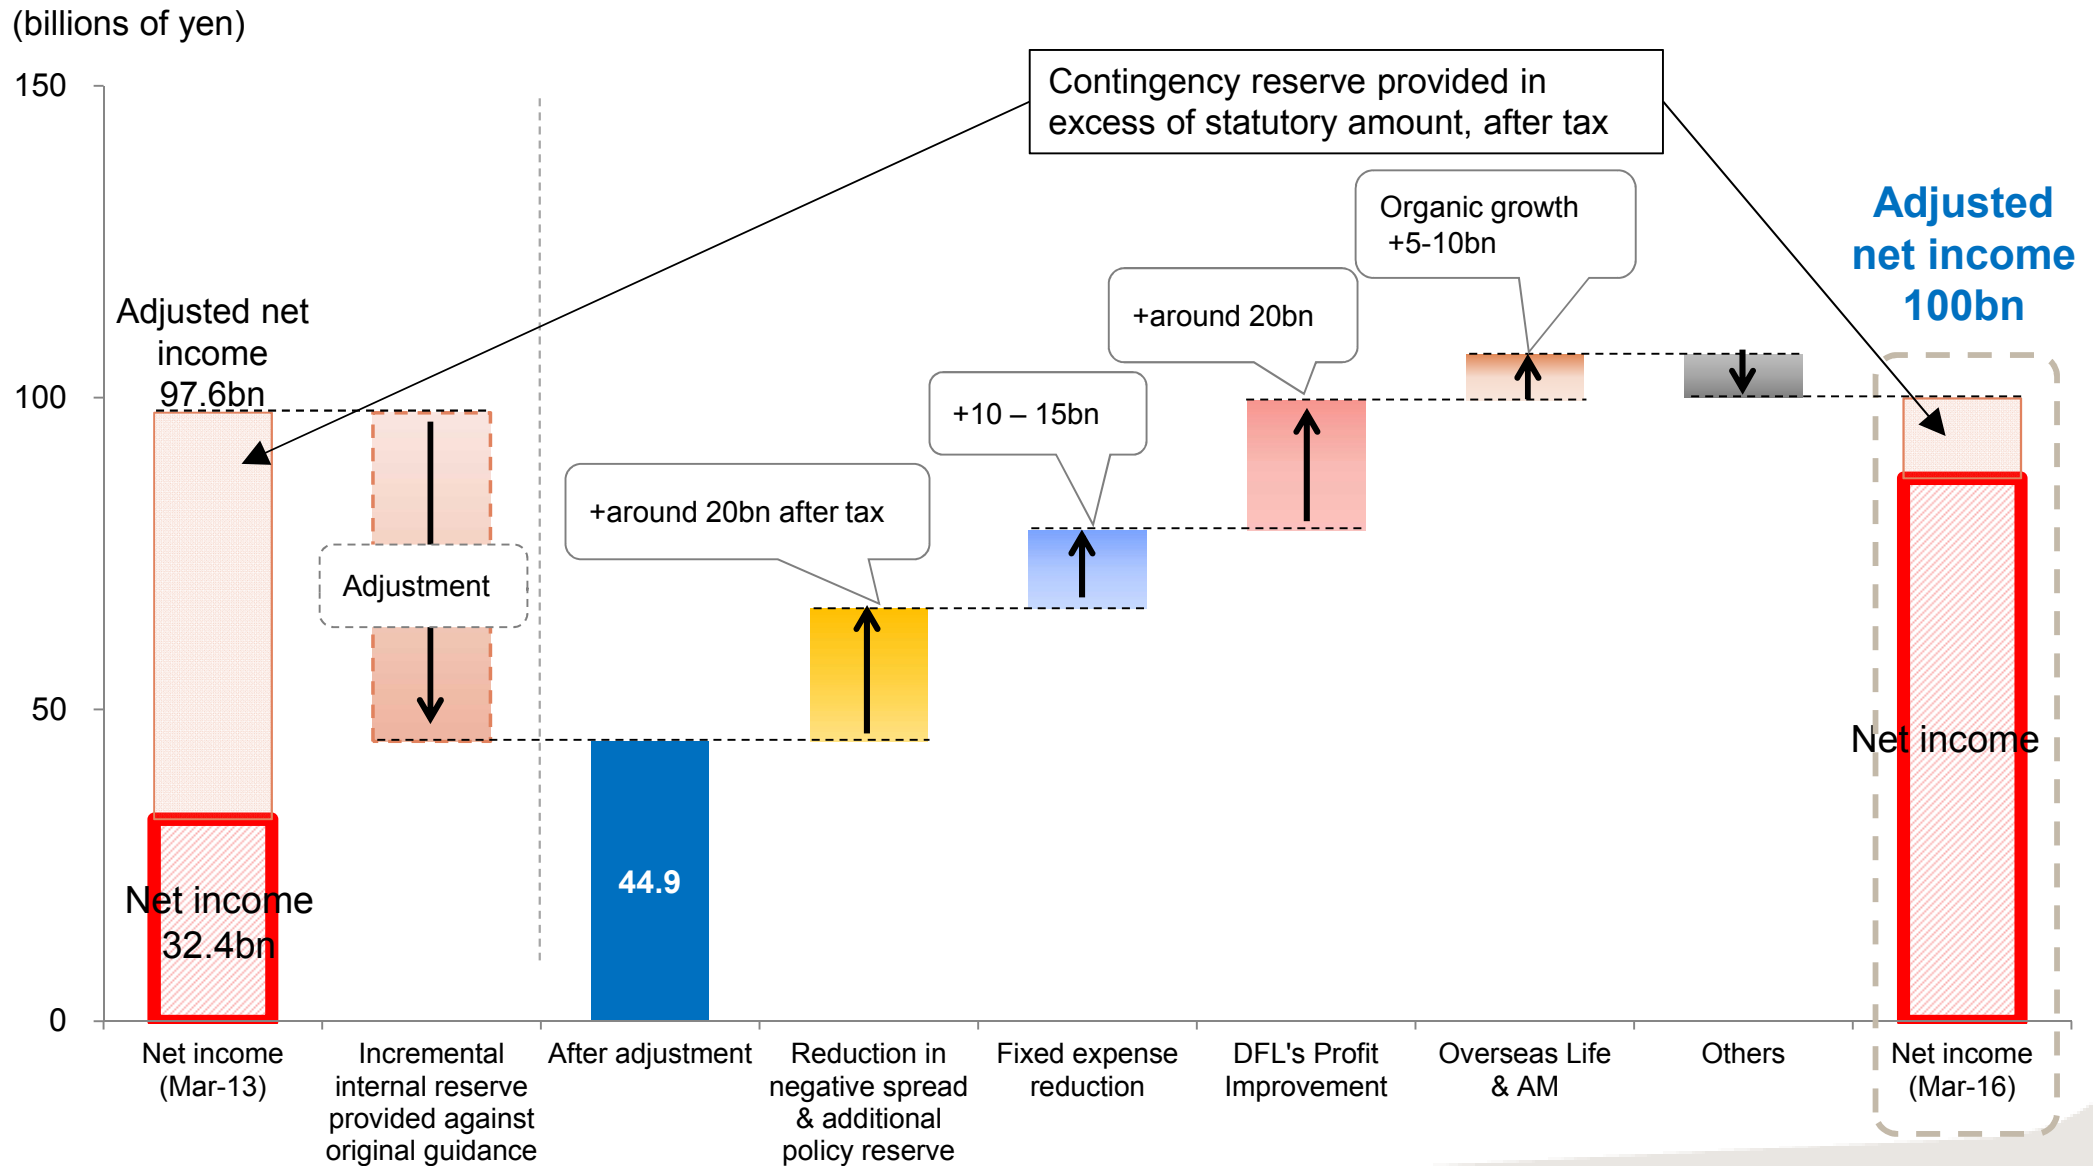 (billions of yen)
150
100
50
0
Contingency reserve provided in
excess of statutory amount, after tax
Adjusted net
income
97.6bn
Net income
32.4bn
Adjustment
44.9
+around 20bn after tax
+10 – 15bn
+around 20bn
Organic growth
+5-10bn
Adjusted
net income
100bn
Net income
Net income
(Mar-13)
Incremental
internal reserve
provided against
original guidance
After adjustment
Reduction in
negative spread
& additional
policy reserve
Fixed expense
reduction
DFL's Profit
Improvement
Overseas Life
& AM
Others
Net income
(Mar-16)